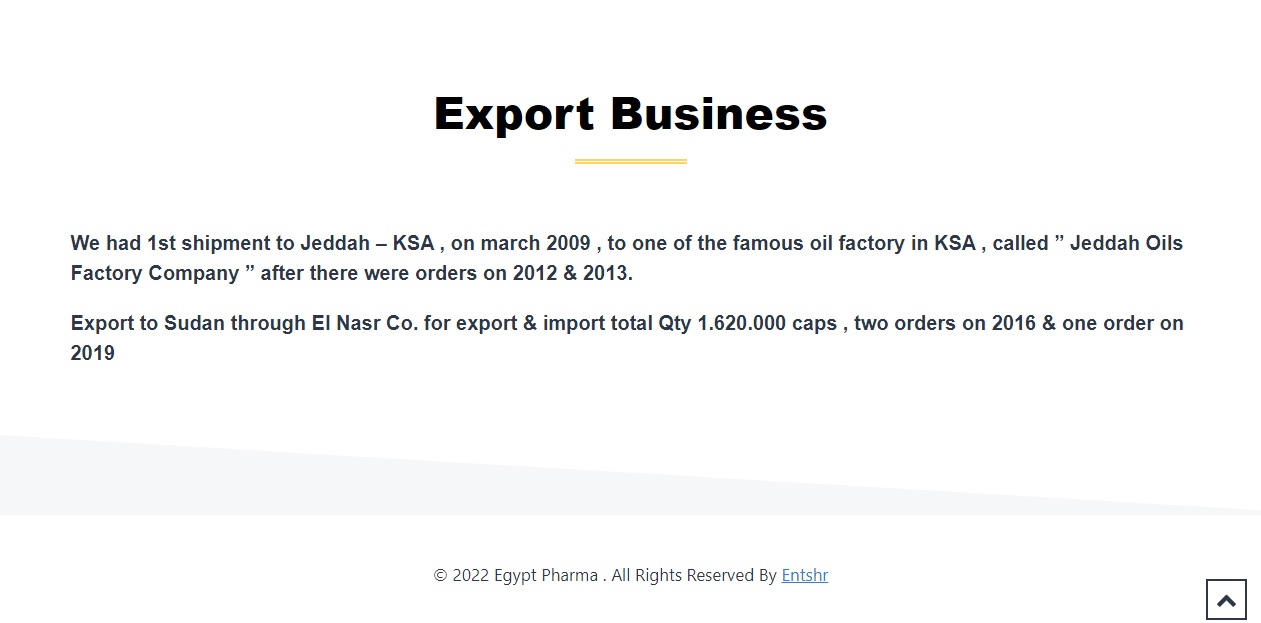 Export Business
We had 1st shipment to Jeddah – KSA , on march 2009 , to one of the famous oil factory in KSA , called ” Jeddah Oils
Factory Company ” after there were orders on 2012 & 2013.
Export to Sudan through El Nasr Co. for export & import total Qty 1.620.000 caps , two orders on 2016 & one order on
2019
© 2022 Egypt Pharma . All Rights Reserved By Entshr